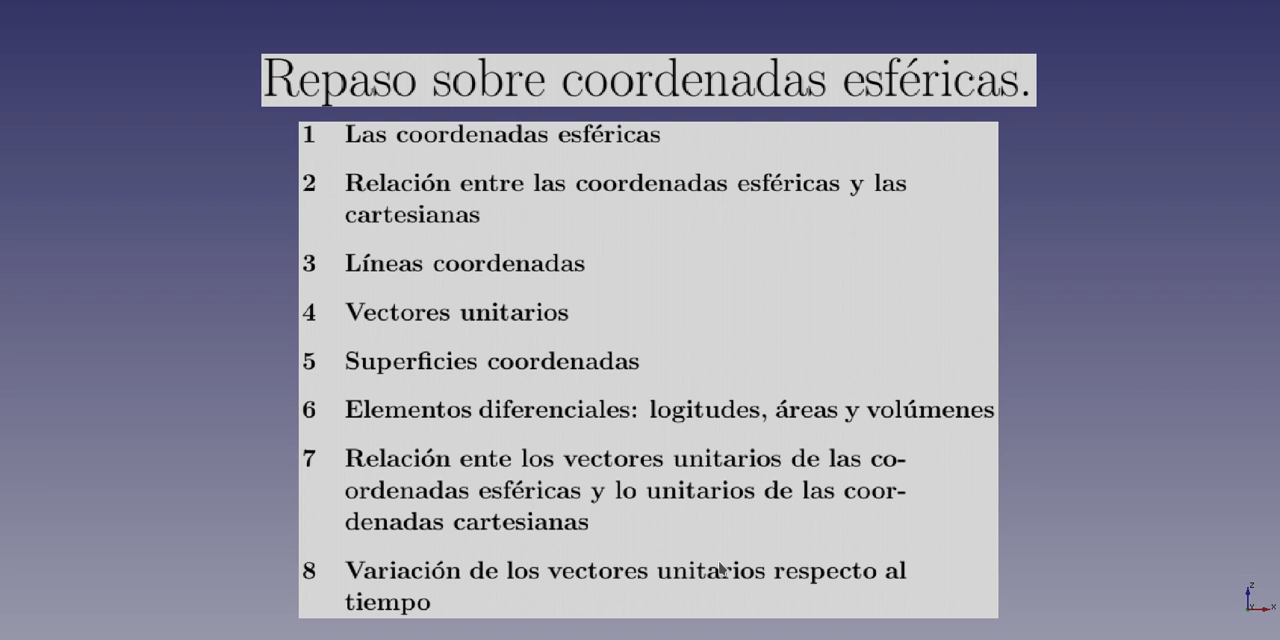 Repaso sobre coordenadas esféricas.
1 Las coordenadas esféricas
2 Relación entre las coordenadas esféricas y las
cartesianas
3 Líneas coordenadas
4 Vectores unitarios
5 Superficies coordenadas
6 Elementos diferenciales: logitudes, áreas y volúmenes
7 Relación ente los vectores unitarios de las co-
ordenadas esféricas y lo unitarios de las coor-
denadas cartesianas
8 Variación de los vectores unitarios respecto al
tiempo
z
Y x